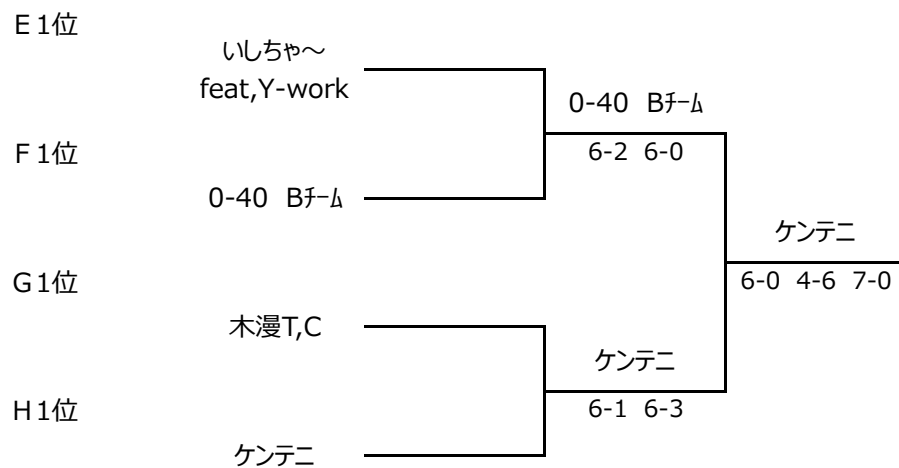 E1位
いしちゃ～
feat,Y-work
0-40 Bﾁｰﾑ
F1位
6-2 6-0
0-40 Bﾁｰﾑ
ケンテニ
G1位
6-0 4-6 7-0
木漫T,C
ケンテニ
H1位
6-1 6-3
ケンテニ